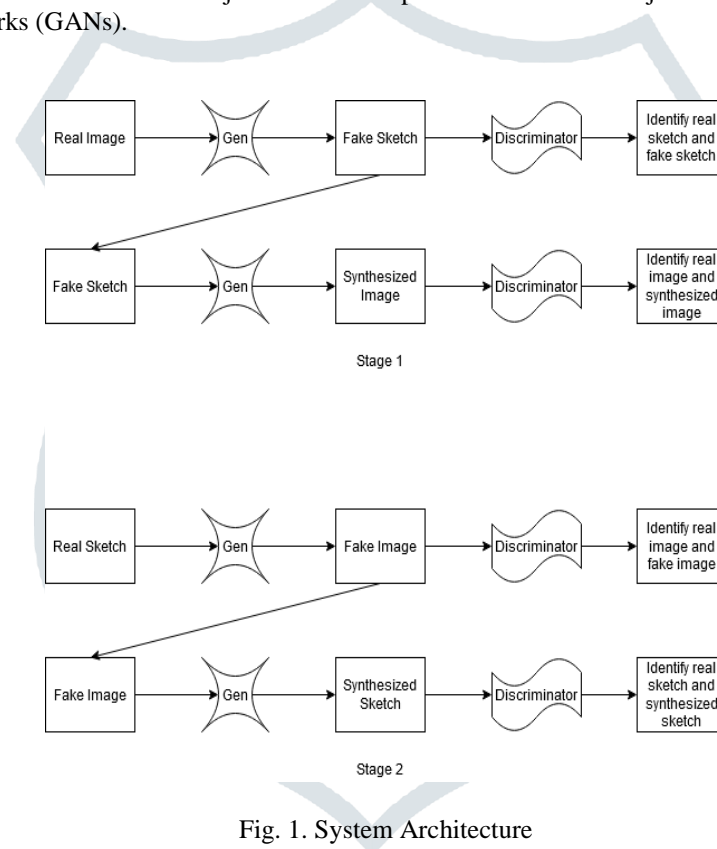 rks (GANs).
Real Image
Gen
Fake Sketch
Discriminator
Identify real
sketch and
fake sketch
Fake Sketch
Gen
Synthesized
Image
Discriminator
Identify real
image and
synthesized
image
Stage 1
Real Sketch
Gen
Fake Image
Discriminator
Identify real
image and
fake image
Fake Image
Gen
Synthesized
Sketch
Discriminator
Identify real
sketch and
synthesized
sketch
Stage 2
Fig. 1. System Architecture